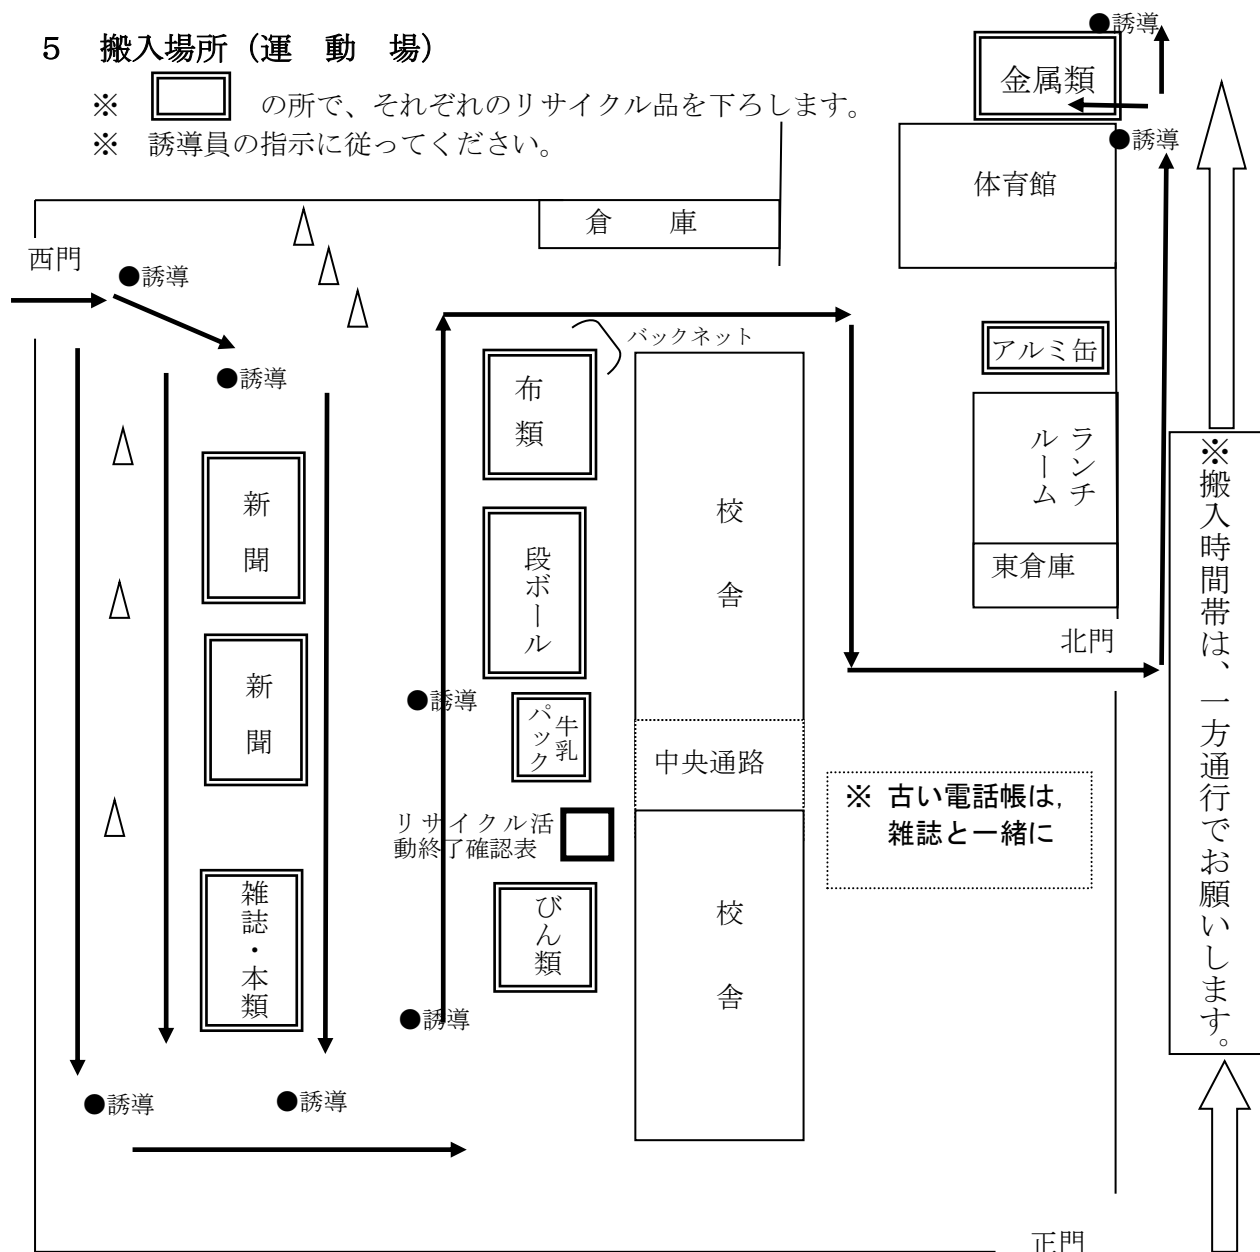 5 搬入場所（運 動 場）
※ の所で、それぞれのリサイクル品を下ろします。
※ 誘導員の指示に従ってください。
●誘導
金属類
●誘導
体育館
倉 庫
西門
●誘導
バックネット
アルミ缶
●誘導
布類
ランチルーム
新聞
校舎
段ボール
東倉庫
※搬入時間帯は、一方通行でお願いします。
北門
新聞
●誘導
牛乳パック
中央通路
※ 古い電話帳は,
雑誌と一緒に
リサイクル活
動終了確認表
雑誌・本類
びん類
校舎
●誘導
●誘導
●誘導
正門